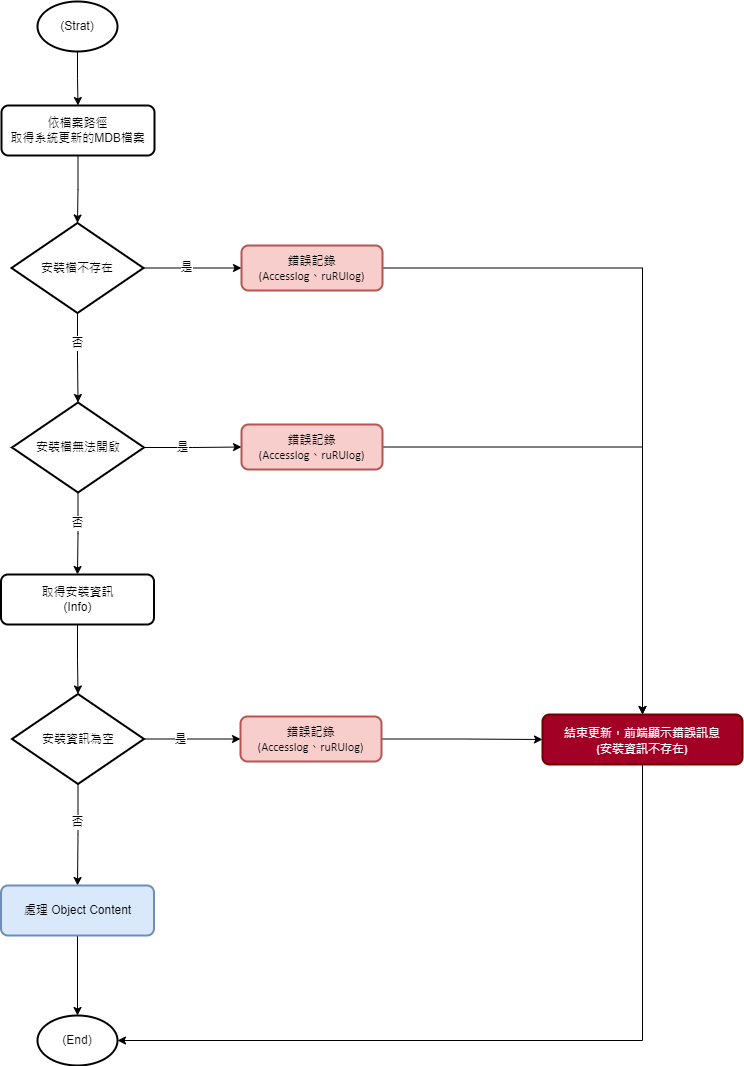 (Strat)
依檔案路徑
取得系統更新的MDB檔案
安裝檔不存在
是
錯誤記錄
(Accesslog、ruRUlog)
否
安裝檔無法開啟
是
錯誤記錄
(Accesslog、ruRUlog)
否
取得安裝資訊
(Info)
安裝資訊為空
是
錯誤記錄
(Accesslog、ruRUlog)
結束更新，前端顯示錯誤訊息
(安裝資訊不存在)
否
處理 Object Content
(End)